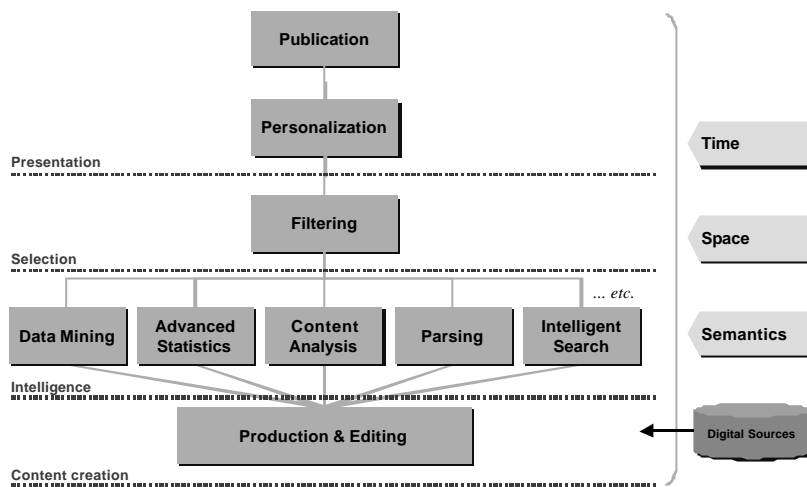 Publication
Personalization
Time
Presentation
Filtering
Space
Selection
... etc.
Data Mining
Advanced
Statistics
Content
Analysis
Parsing
Intelligent
Search
Semantics
Intelligence
Production & Editing
Digital Sources
Content creation